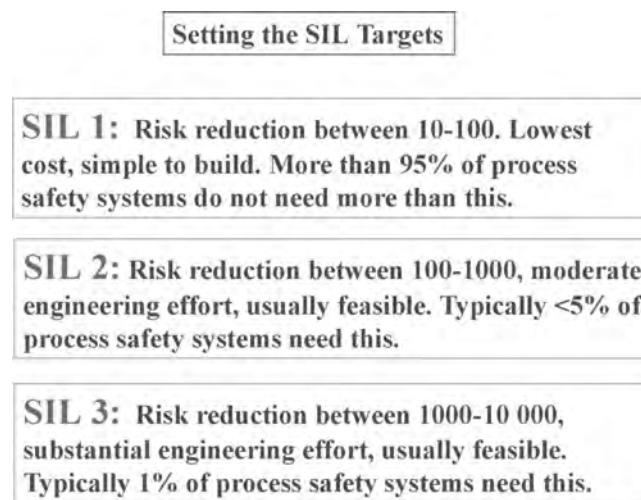 Setting the SIL Targets
SIL 1: Risk reduction between 10-100. Lowest
cost, simple to build. More than 95% of process
safety systems do not need more than this.
SIL 2: Risk reduction between 100-1000, moderate
engineering effort, usually feasible. Typically <5% of
process safety systems need this.
SIL 3: Risk reduction between 1000-10 000,
substantial engineering effort, usually feasible.
Typically 1% of process safety systems need this.